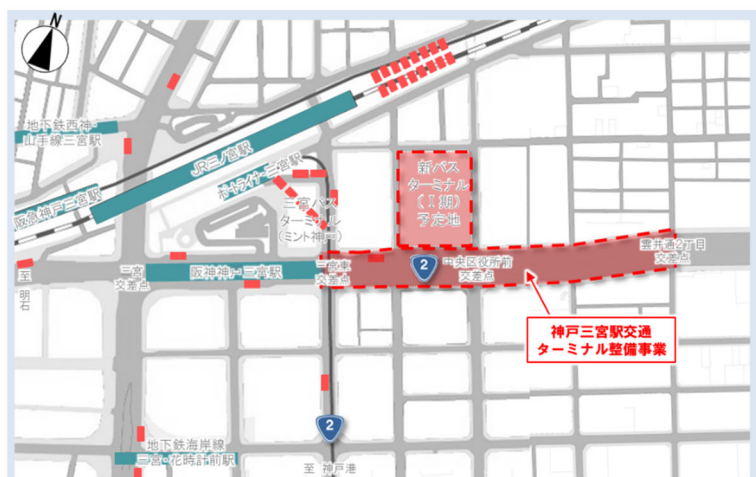 N
地下鉄西神・
山手線三宮駅
JR三ノ宮駅
ポートライナー三宮駅
阪急神戸三宮駅
三宮バス
ターミナル
(ミント神戸)
新バス
ターミナル
(Ⅰ期)
予定地
至
明石
三宮
交差点
阪神神戸三宮駅
三宮東
交差点
2
中央区役所前
交差点
雲井通2丁目
交差点
神戸三宮駅交通
ターミナル整備事業
2
地下鉄海岸線
三宮・花時計前駅
至 神戸港